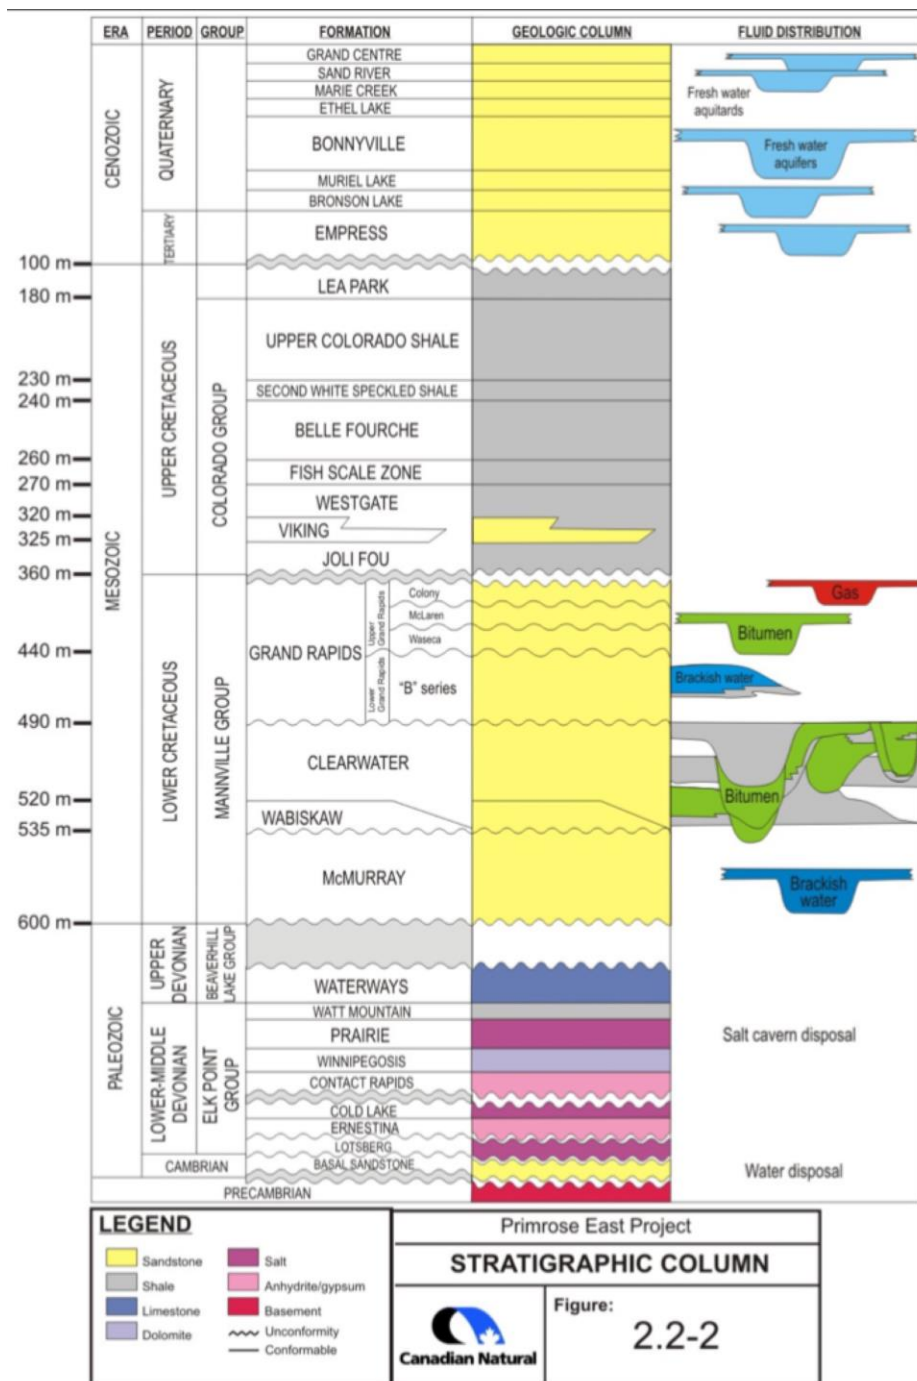 ERA PERIOD GROUP FORMATION GEOLOGIC COLUMN FLUID DISTRIBUTION
CENOZOIC
QUATERNARY
TERTIARY
GRAND CENTRE
SAND RIVER
MARIE CREEK
ETHEL LAKE
BONNYVILLE
MURIEL LAKE
BRONSON LAKE
EMPRESS
Fresh water
aquitards
Fresh water
aquifers
100 m
180 m
230 m
240 m
260 m
270 m
320 m
325 m
360 m
440 m
490 m
520 m
535 m
600 m
MESOZOIC
UPPER CRETACEOUS
COLORADO GROUP
LEA PARK
UPPER COLORADO SHALE
SECOND WHITE SPECKLED SHALE
BELLE FOURCHE
FISH SCALE ZONE
WESTGATE
VIKING
JOLI FOU
LOWER CRETACEOUS
MANNVILLE GROUP
GRAND RAPIDS
Upper
Grand Rapids
Colony
McLaren
Waseca
Lower
Grand Rapids
"B" series
CLEARWATER
WABISKAW
McMURRAY
Gas
Bitumen
Brackish water
Bitumen
Brackish
water
PALEOZOIC
UPPER
DEVONIAN
BEAVERHILL
LAKE GROUP
WATERWAYS
LOWER-MIDDLE
DEVONIAN
ELK POINT
GROUP
WATT MOUNTAIN
PRAIRIE
WINNIPEGOSIS
CONTACT RAPIDS
COLD LAKE
ERNESTINA
LOTSBERG
CAMBRIAN
BASAL SANDSTONE
PRECAMBRIAN
Salt cavern disposal
Water disposal
LEGEND
Sandstone
Shale
Limestone
Dolomite
Salt
Anhydrite/gypsum
Basement
Unconformity
Conformable
Primrose East Project
STRATIGRAPHIC COLUMN
Canadian Natural
Figure:
2.2-2